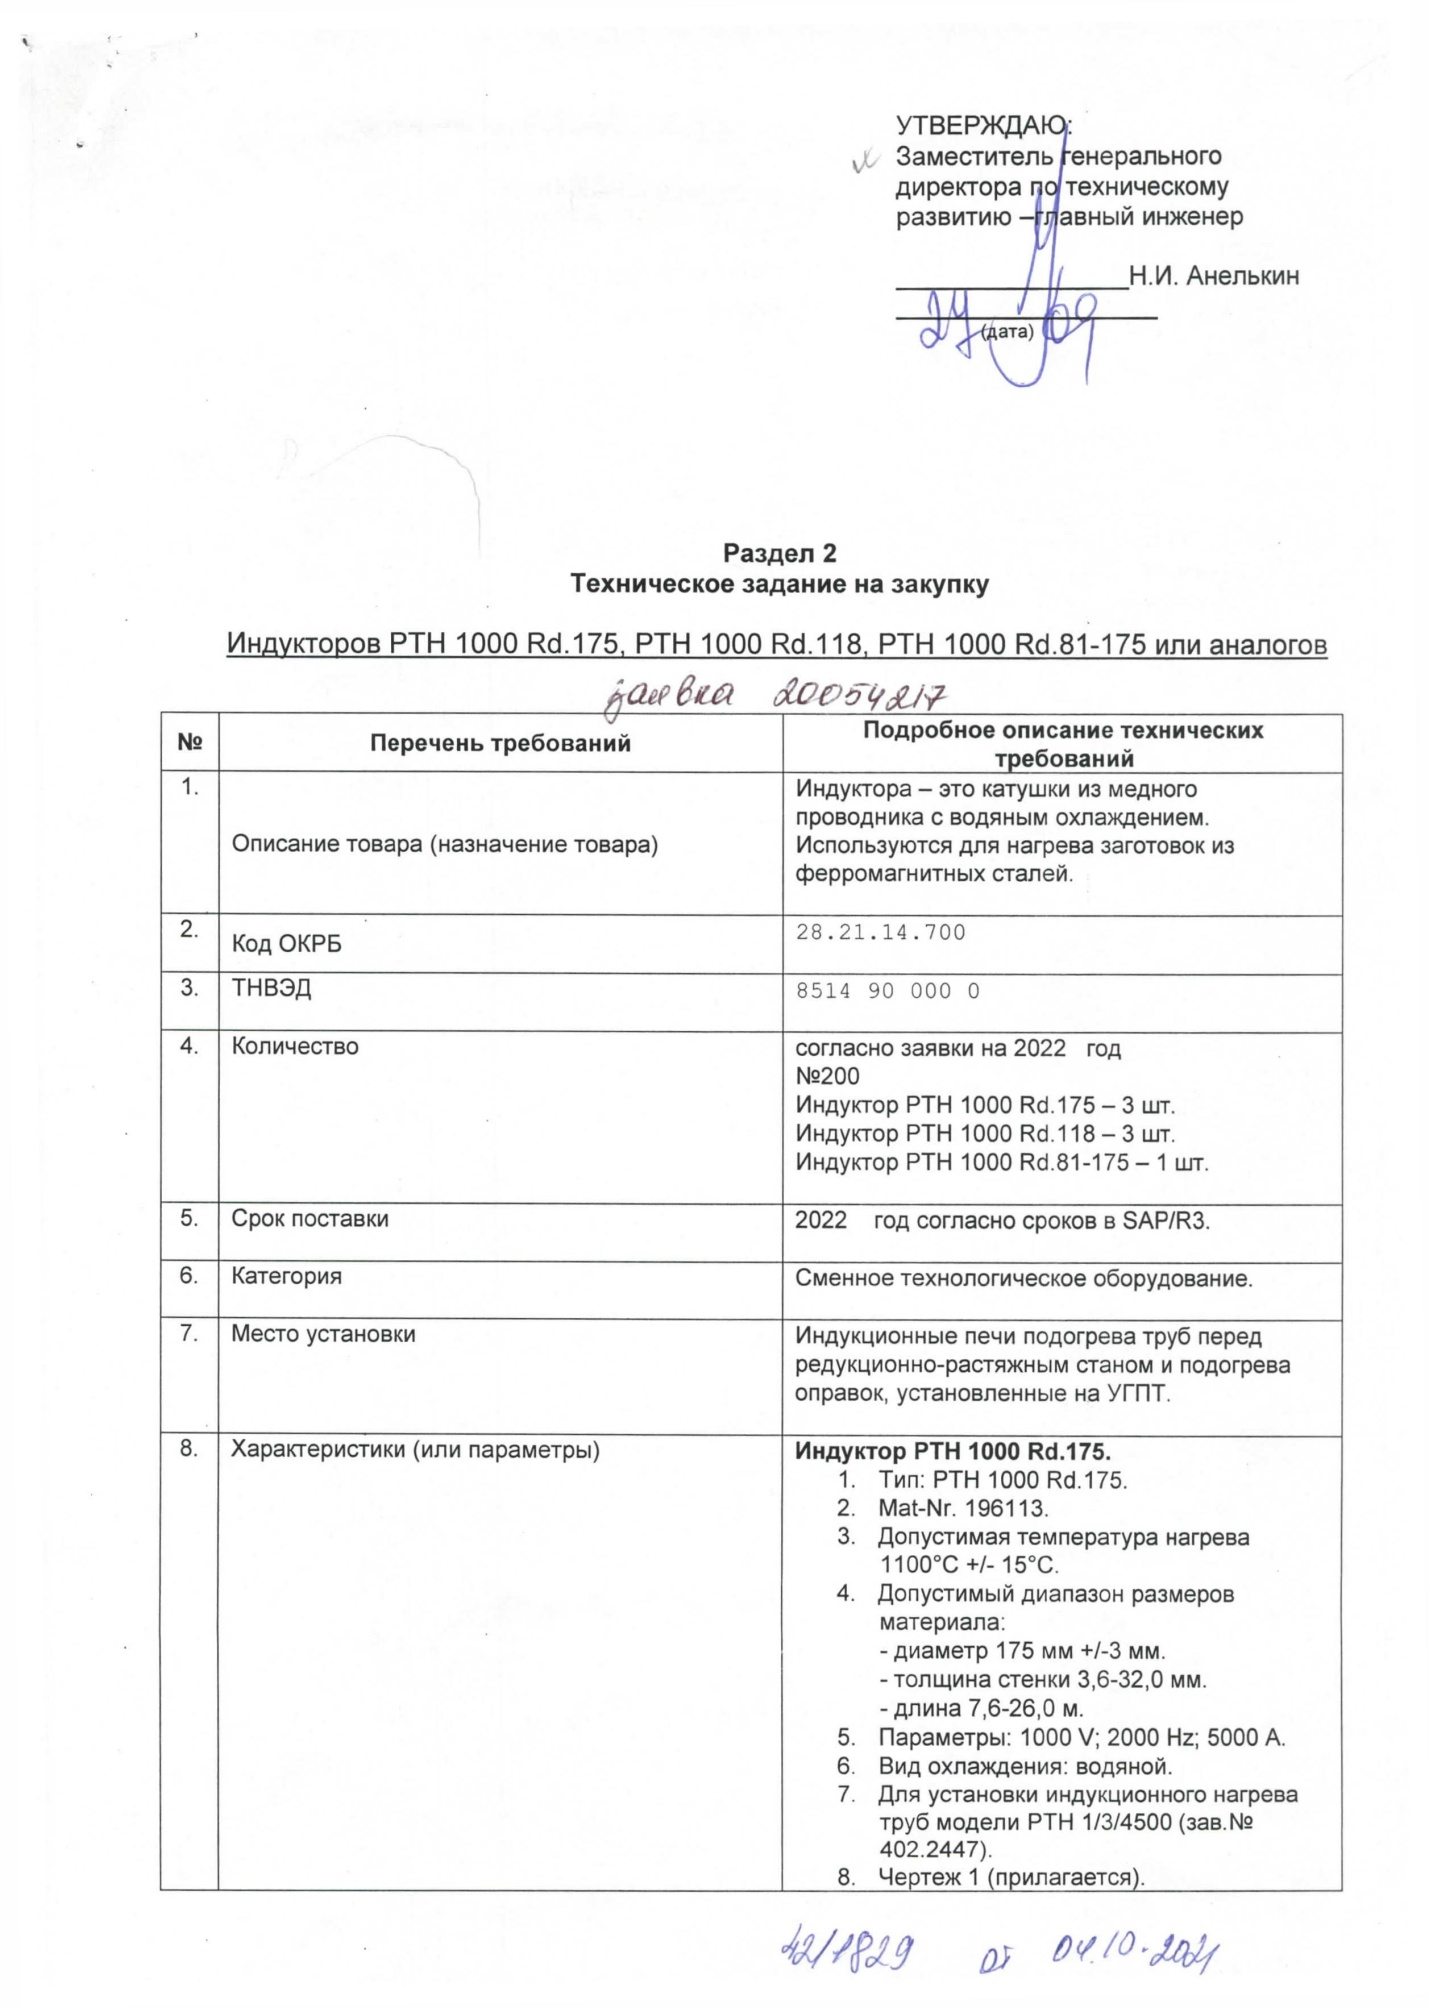 УТВЕРЖДАЮ:
Заместитель генерального
директора по техническому
развитию –главный инженер
Н.И. Анелькин
27 09
(дата)
Раздел 2
Техническое задание на закупку
Индукторов PTH 1000 Rd.175, PTH 1000 Rd.118, PTH 1000 Rd.81-175 или аналогов
заявка 20054217
№ Перечень требований Подробное описание технических
требований
1. Описание товара (назначение товара) Индуктора – это катушки из медного
проводника с водяным охлаждением.
Используются для нагрева заготовок из
ферромагнитных сталей.
2. Код ОКРБ 28.21.14.700
3. ТНВЭД 8514 90 000 0
4. Количество согласно заявки на 2022 год
№200
Индуктор PTH 1000 Rd.175 – 3 шт.
Индуктор PTH 1000 Rd.118 – 3 шт.
Индуктор PTH 1000 Rd.81-175 – 1 шт.
5. Срок поставки 2022 год согласно сроков в SAP/R3.
6. Категория Сменное технологическое оборудование.
7. Место установки Индукционные печи подогрева труб перед
редукционно-растяжным станом и подогрева
оправок, установленные на УГПТ.
8. Характеристики (или параметры) Индуктор PTH 1000 Rd.175.
1. Тип: PTH 1000 Rd.175.
2. Mat-Nr. 196113.
3. Допустимая температура нагрева
1100°C +/- 15°C.
4. Допустимый диапазон размеров
материала:
- диаметр 175 мм +/-3 мм.
- толщина стенки 3,6-32,0 мм.
- длина 7,6-26,0 м.
5. Параметры: 1000 V; 2000 Hz; 5000 A.
6. Вид охлаждения: водяной.
7. Для установки индукционного нагрева
труб модели PTH 1/3/4500 (зав.№
402.2447).
8. Чертеж 1 (прилагается).
42/1829 от 04.10.2021